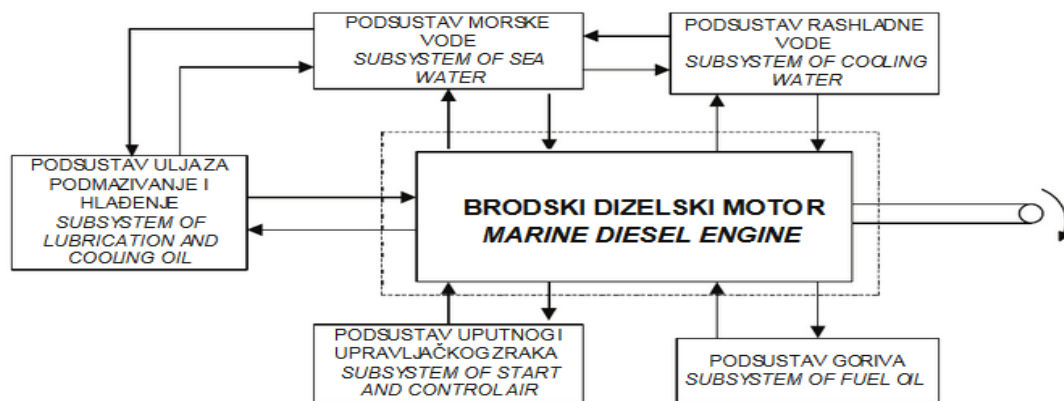 PODSUSTAV MORSKE
VODE
SUBSYSTEM OF SEA
WATER
PODSUSTAV RASHLADNE
VODE
SUBSYSTEM OF COOLING
WATER
PODSUSTAV ULJA ZA
PODMAZIVANJE I
HLAĐENJE
SUBSYSTEM OF
LUBRICATION AND
COOLING OIL
BRODSKI DIZELSKI MOTOR
MARINE DIESEL ENGINE
PODSUSTAV UPUTNOG I
UPRAVLJAČKOG ZRAKA
SUBSYSTEM OF START
AND CONTROL AIR
PODSUSTAV GORIVA
SUBSYSTEM OF FUEL OIL